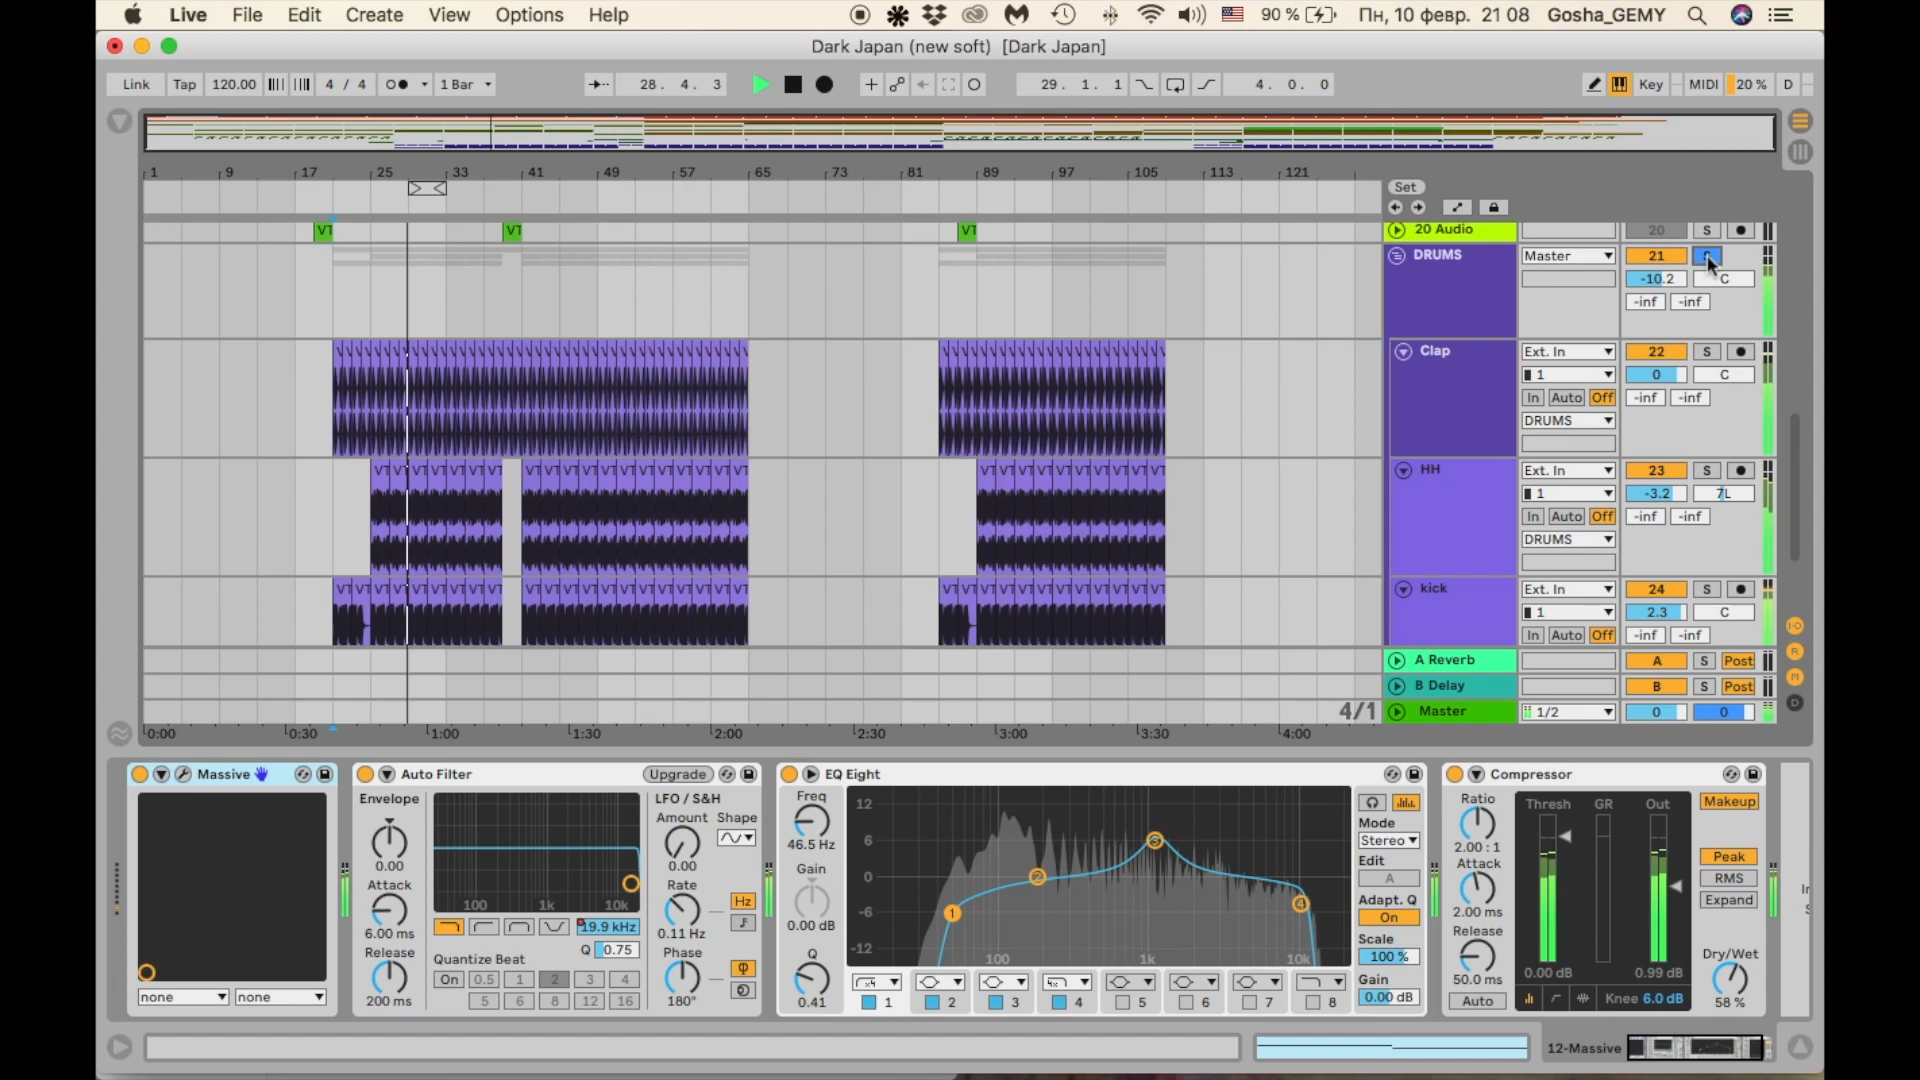 Live File Edit Create View Options Help 90 % Пн, 10 февр. 21 08 Gosha_GEMY
Dark Japan (new soft) [Dark Japan]
Link Tap 120.00 4 / 4 1 Bar 28. 4. 3 29. 1. 1 4. 0. 0 Key MIDI 20 % D
1 9 17 25 33 41 49 57 65 73 81 89 97 105 113 121
Set
VT VT VT 20 Audio 20 S
DRUMS Master 21 S
-10.2 C
-inf -inf
Clap Ext. In 22 S
1 0 C
In Auto Off -inf -inf
DRUMS
HH Ext. In 23 S
1 -3.2 7L
In Auto Off -inf -inf
DRUMS
kick Ext. In 24 S
1 2.3 C
In Auto Off -inf -inf
A Reverb A S Post
B Delay B S Post
4/1 Master 1/2 0 0
0:00 0:30 1:00 1:30 2:00 2:30 3:00 3:30 4:00
Massive
none none
Auto Filter Upgrade
Envelope
0.00
Attack
6.00 ms
Release
200 ms
100 1k 10k
19.9 kHz
Q 0.75
Quantize Beat
On 0.5 1 2 3 4
5 6 8 12 16
LFO / S&H
Amount Shape
0.00
Rate
Hz
0.11 Hz
Phase
180°
EQ Eight
Freq
46.5 Hz
Gain
0.00 dB
Q
0.41
12
6
0
-6
-12
100 1k 10k
1 2 3 4
1 2 3 4 5 6 7 8
Mode
Stereo
Edit
A
Adapt. Q
On
Scale
100 %
Gain
0.00 dB
Compressor
Ratio
2.00 : 1
Attack
2.00 ms
Release
50.0 ms
Auto
Thresh GR Out
0.00 dB 0.99 dB
Knee 6.0 dB
Makeup
Peak
RMS
Expand
Dry/Wet
58 %
12-Massive